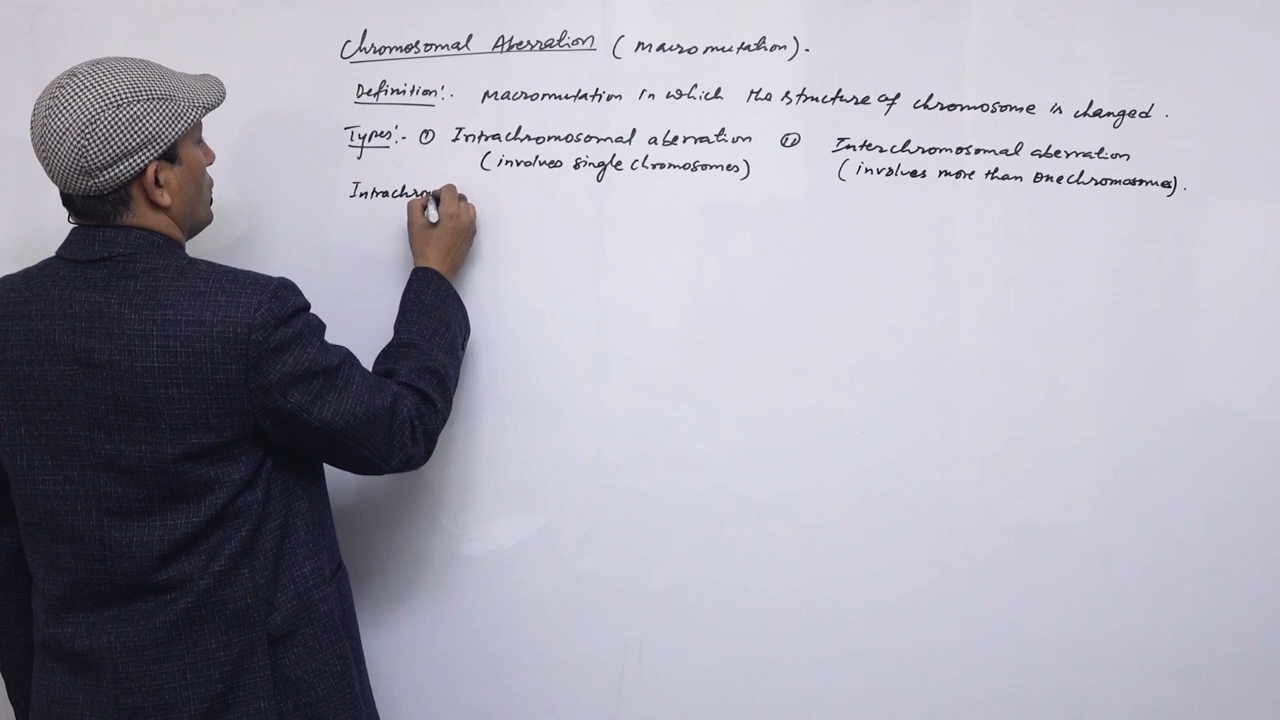 Chromosomal Aberration (macromutation).
Definition:. Macromutation in which the structure of chromosome is changed.
Types:. ① Intrachromosomal aberration ② Interchromosomal aberration
(involves single chromosomes) (involves more than one chromosomes).
Intrachro